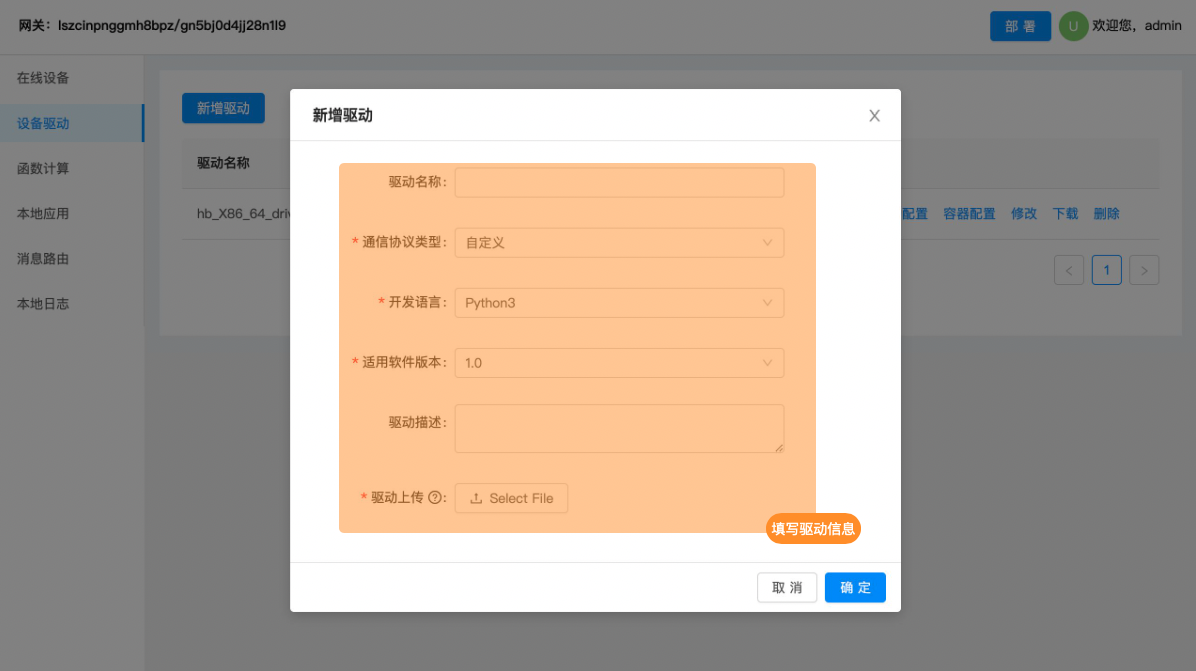 网关: lszcinpnggmh8bpz/gn5bj0d4jj28n1l9
部 署
U
欢迎您, admin
在线设备
设备驱动
函数计算
本地应用
消息路由
本地日志
新增驱动
驱动名称
hb_X86_64_driv
配置 容器配置 修改 下载 删除
< 1 >
新增驱动
驱动名称:
* 通信协议类型: 自定义
* 开发语言: Python3
* 适用软件版本: 1.0
驱动描述:
* 驱动上传 ?: Select File
填写驱动信息
取 消
确 定